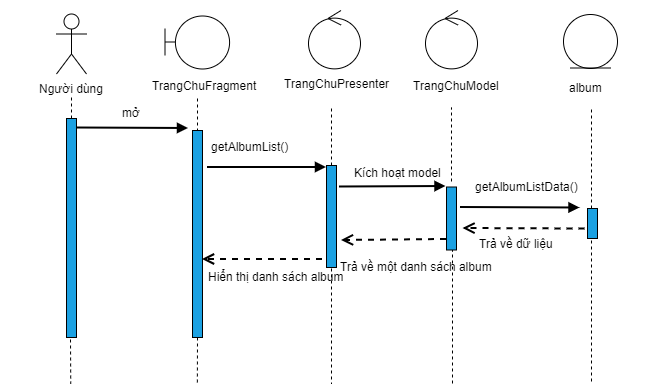 Người dùng
TrangChuFragment
TrangChuPresenter
TrangChuModel
album
mở
getAlbumList()
Kích hoạt model
getAlbumListData()
Trả về dữ liệu
Trả về một danh sách album
Hiển thị danh sách album